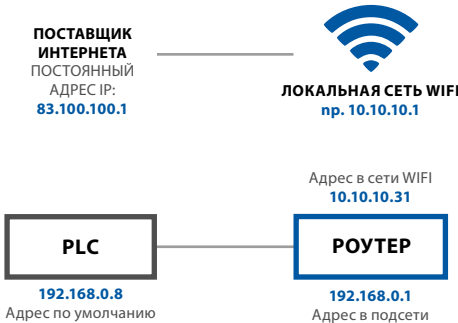 ПОСТАВЩИК
ИНТЕРНЕТА
ПОСТОЯННЫЙ
АДРЕС IP:
83.100.100.1
ЛОКАЛЬНАЯ СЕТЬ WIFI
np. 10.10.10.1
Адрес в сети WIFI
10.10.10.31
PLC
РОУТЕР
192.168.0.8
Адрес по умолчанию
192.168.0.1
Адрес в подсети